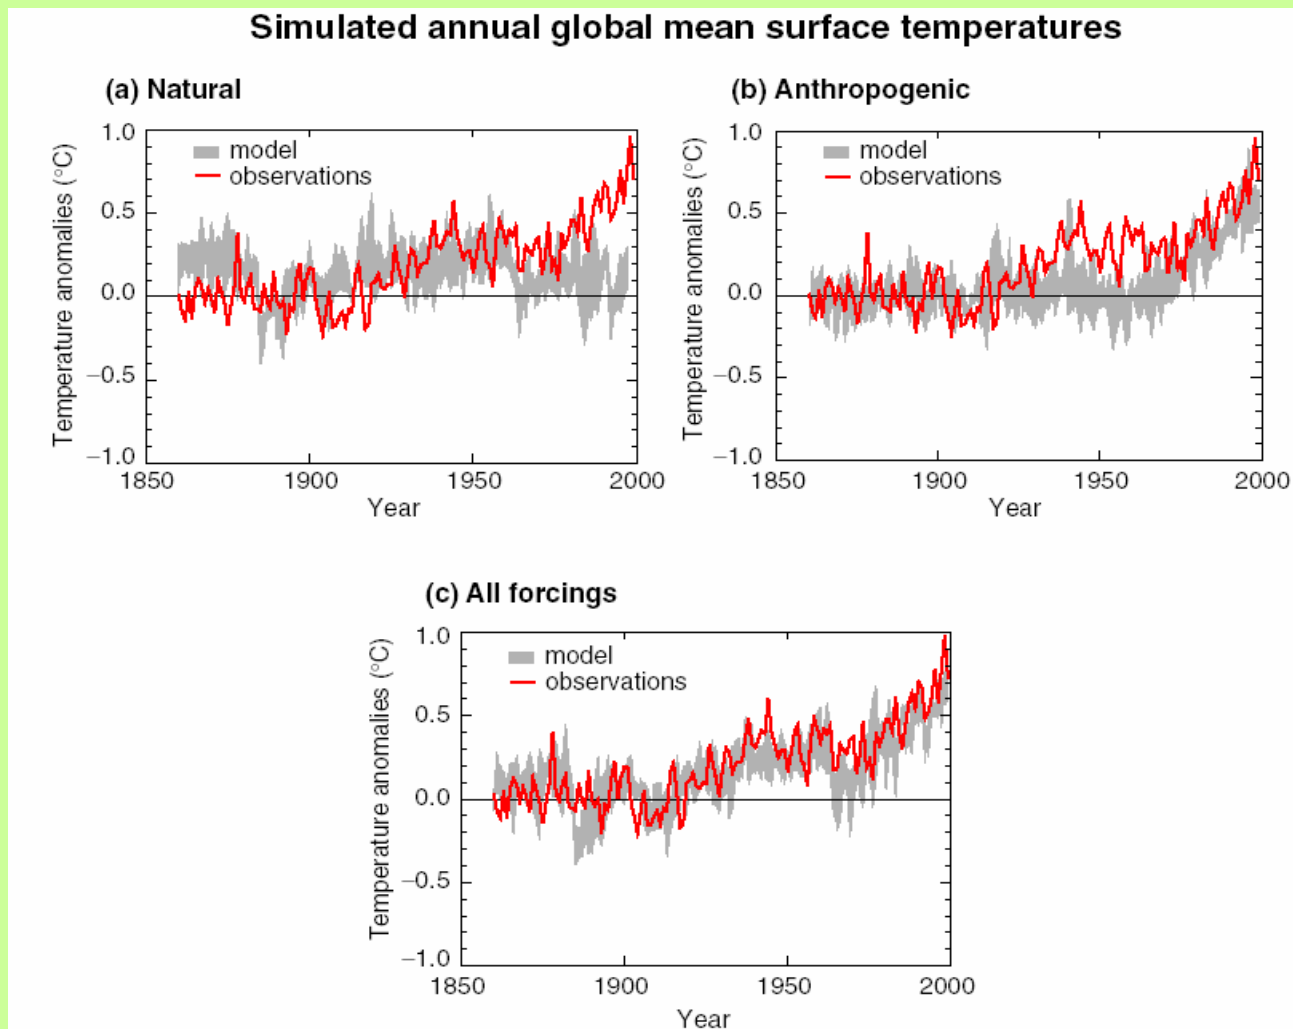 Simulated annual global mean surface temperatures
(a) Natural
Temperature anomalies (°C)
1.0
0.5
0.0
−0.5
−1.0
model
observations
1850 1900 1950 2000
Year
(b) Anthropogenic
Temperature anomalies (°C)
1.0
0.5
0.0
−0.5
−1.0
model
observations
1850 1900 1950 2000
Year
(c) All forcings
Temperature anomalies (°C)
1.0
0.5
0.0
−0.5
−1.0
model
observations
1850 1900 1950 2000
Year